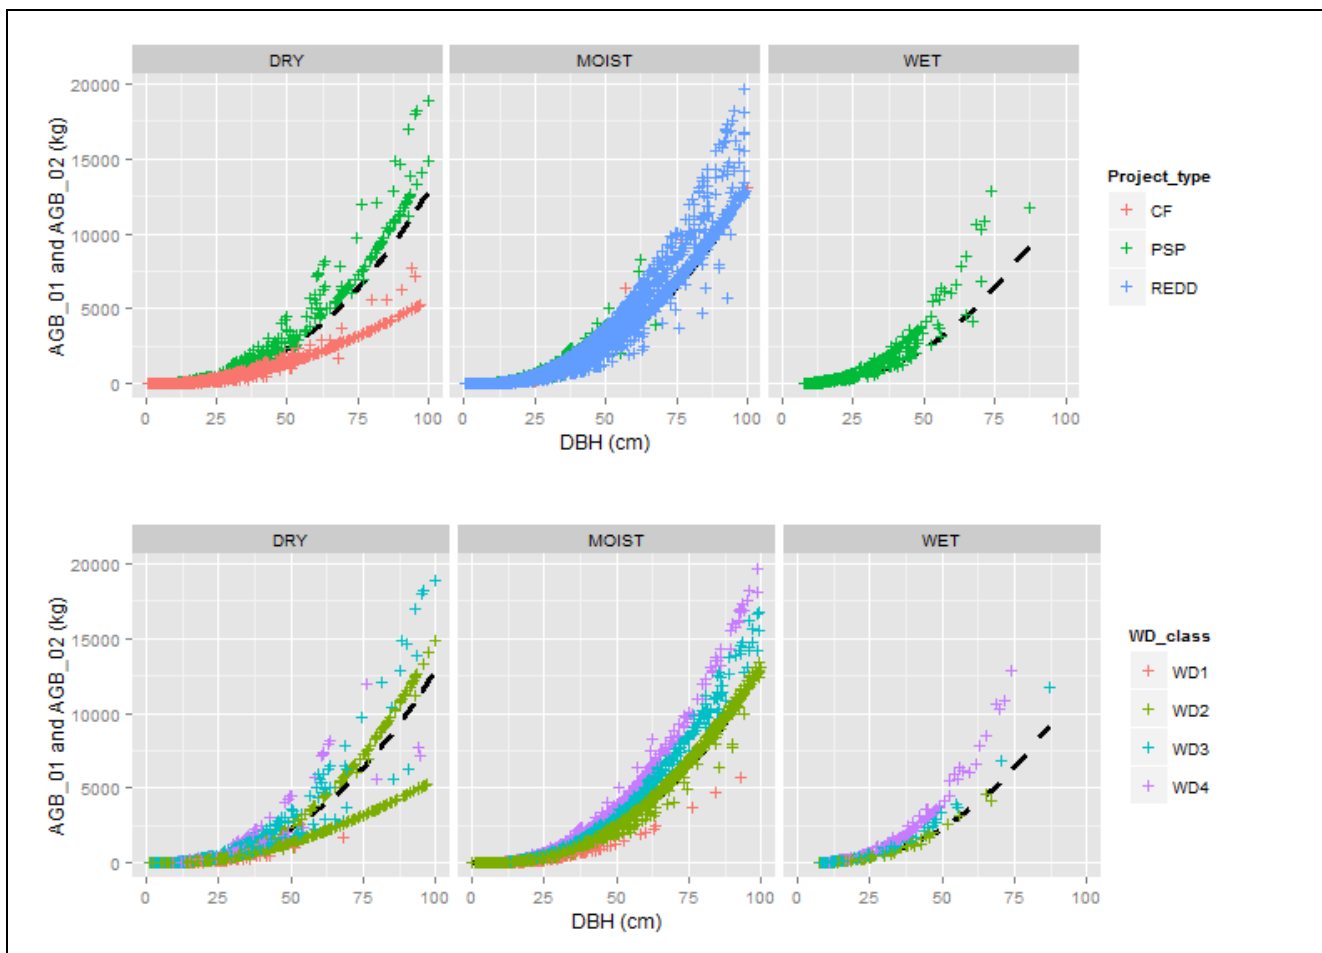 DRY MOIST WET
20000
15000
10000
5000
0
AGB_01 and AGB_02 (kg)
0 25 50 75 100 0 25 50 75 100 0 25 50 75 100
DBH (cm)
Project_type
CF
PSP
REDD
DRY MOIST WET
20000
15000
10000
5000
0
AGB_01 and AGB_02 (kg)
0 25 50 75 100 0 25 50 75 100 0 25 50 75 100
DBH (cm)
WD_class
WD1
WD2
WD3
WD4